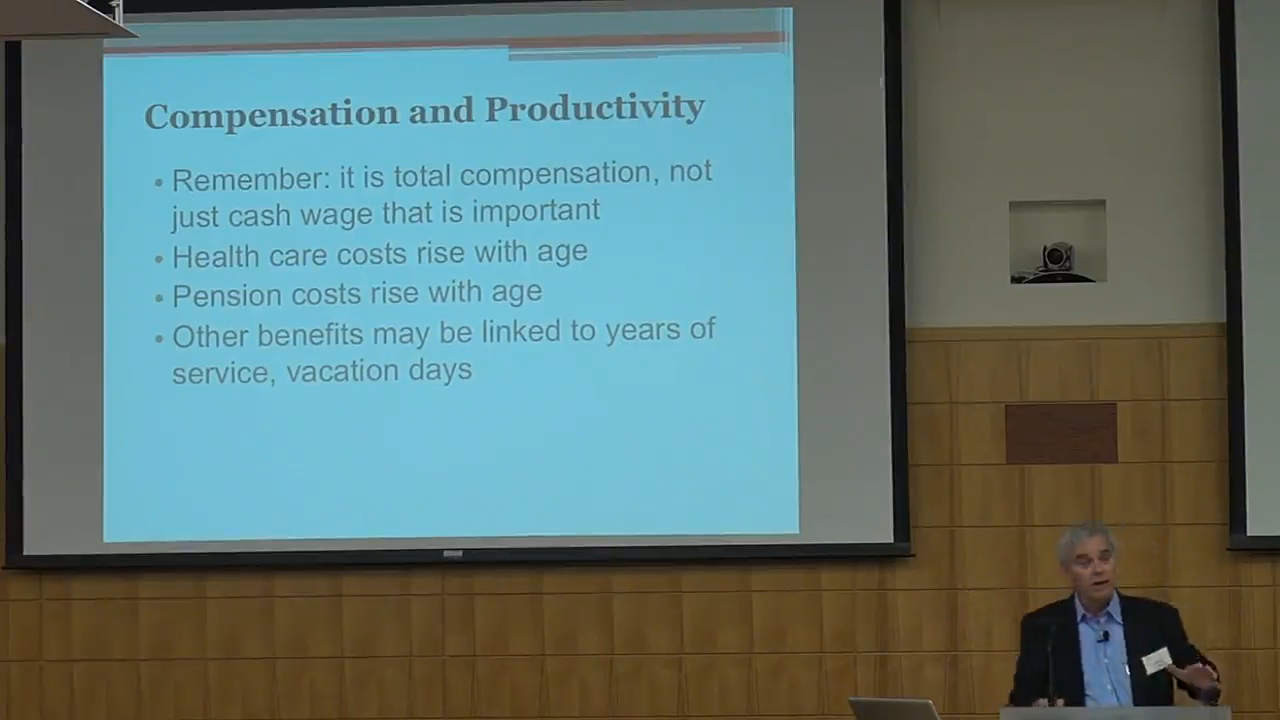 Compensation and Productivity
• Remember: it is total compensation, not
just cash wage that is important
• Health care costs rise with age
• Pension costs rise with age
• Other benefits may be linked to years of
service, vacation days